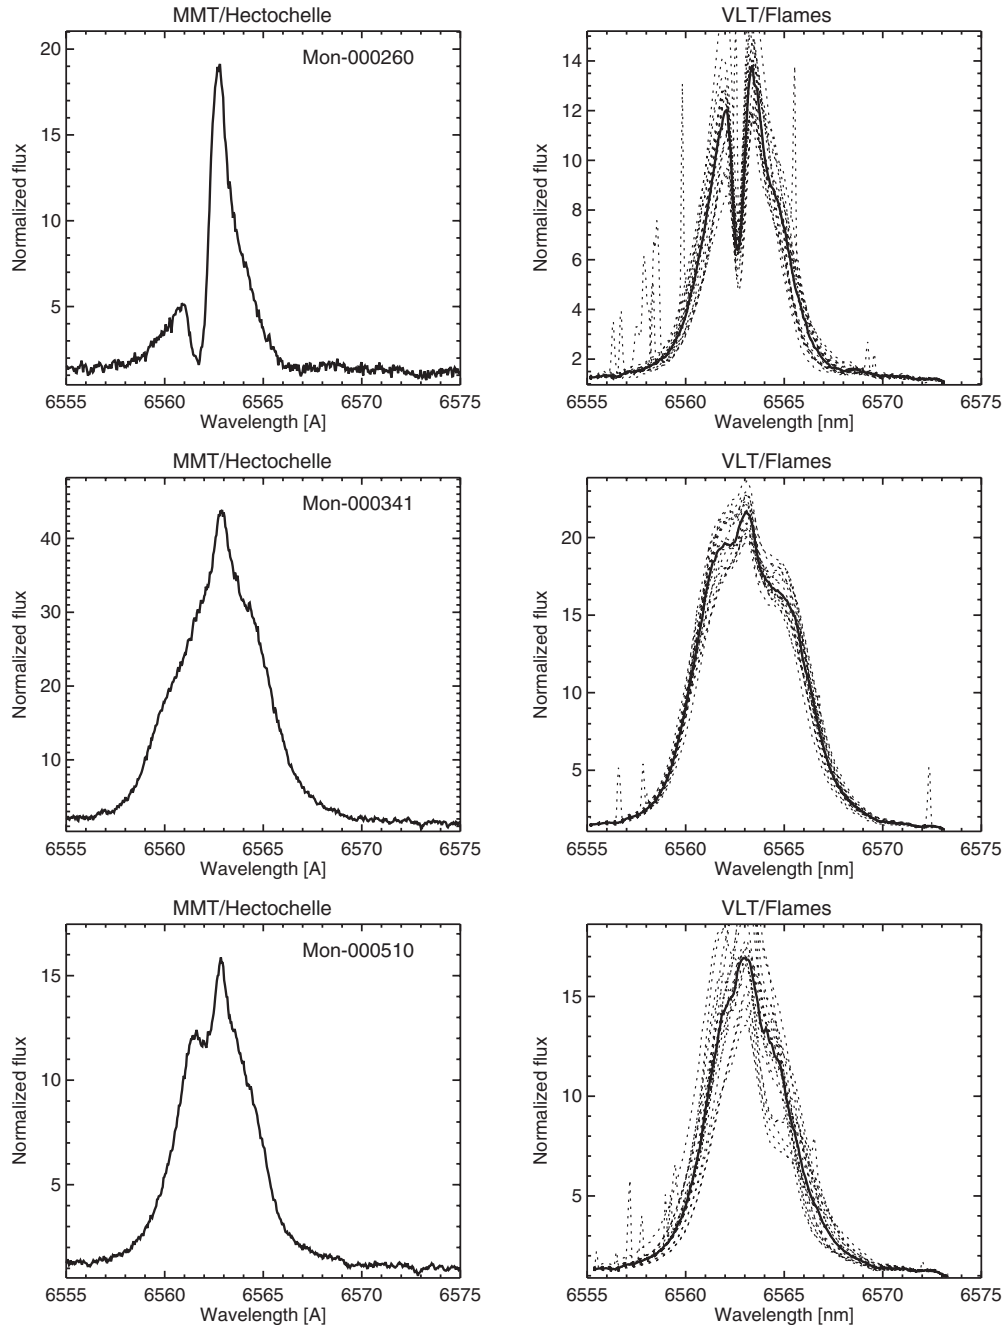 MMT/Hectochelle
VLT/Flames
Mon-000260
Normalized flux
20
15
10
5
6555 6560 6565 6570 6575
Wavelength [A]
Normalized flux
14
12
10
8
6
4
2
6555 6560 6565 6570 6575
Wavelength [nm]
MMT/Hectochelle
VLT/Flames
Mon-000341
Normalized flux
40
30
20
10
6555 6560 6565 6570 6575
Wavelength [A]
Normalized flux
20
15
10
5
6555 6560 6565 6570 6575
Wavelength [nm]
MMT/Hectochelle
VLT/Flames
Mon-000510
Normalized flux
15
10
5
6555 6560 6565 6570 6575
Wavelength [A]
Normalized flux
15
10
5
6555 6560 6565 6570 6575
Wavelength [nm]